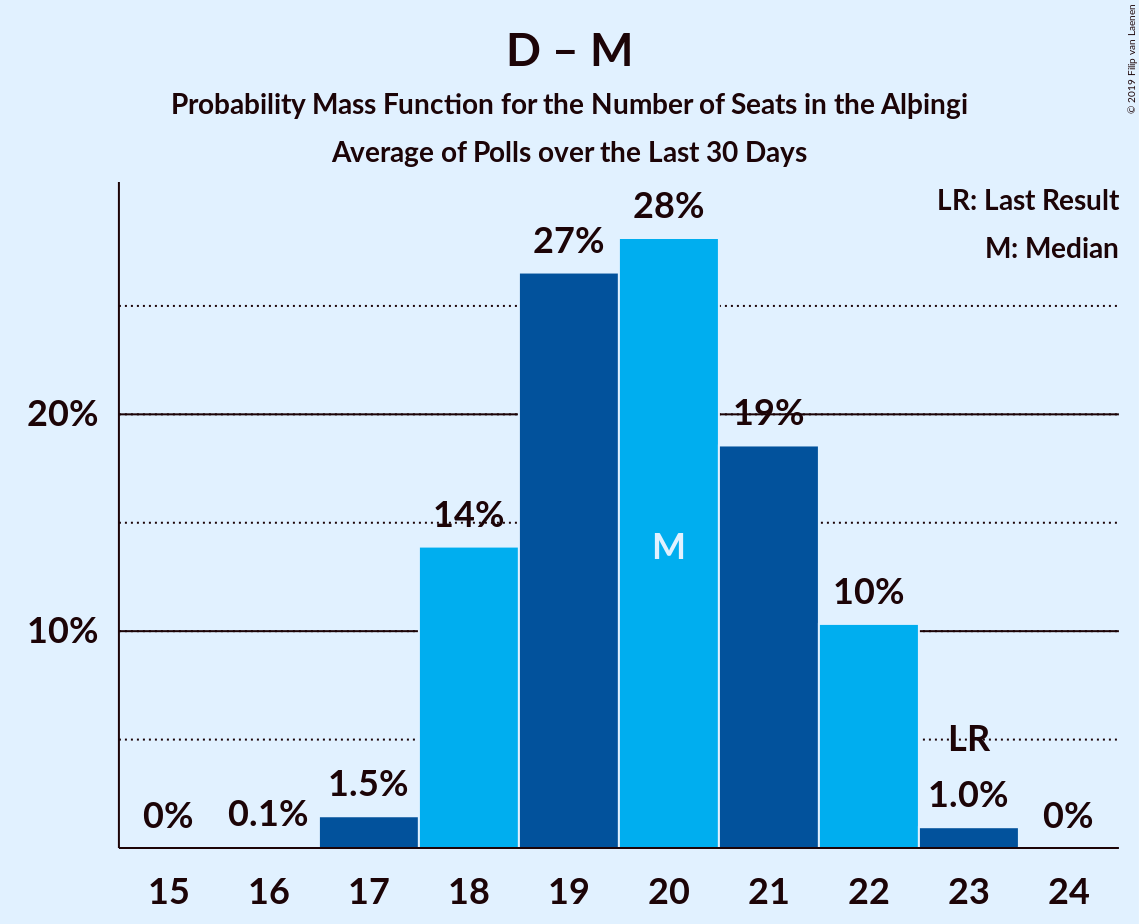 D – M
Probability Mass Function for the Number of Seats in the Alþingi
Average of Polls over the Last 30 Days
© 2019 Filip van Laenen
LR: Last Result
M: Median
28%
27%
20%
19%
14%
M
10%
10%
LR
1.5%
1.0%
0%
0.1%
0%
15 16 17 18 19 20 21 22 23 24